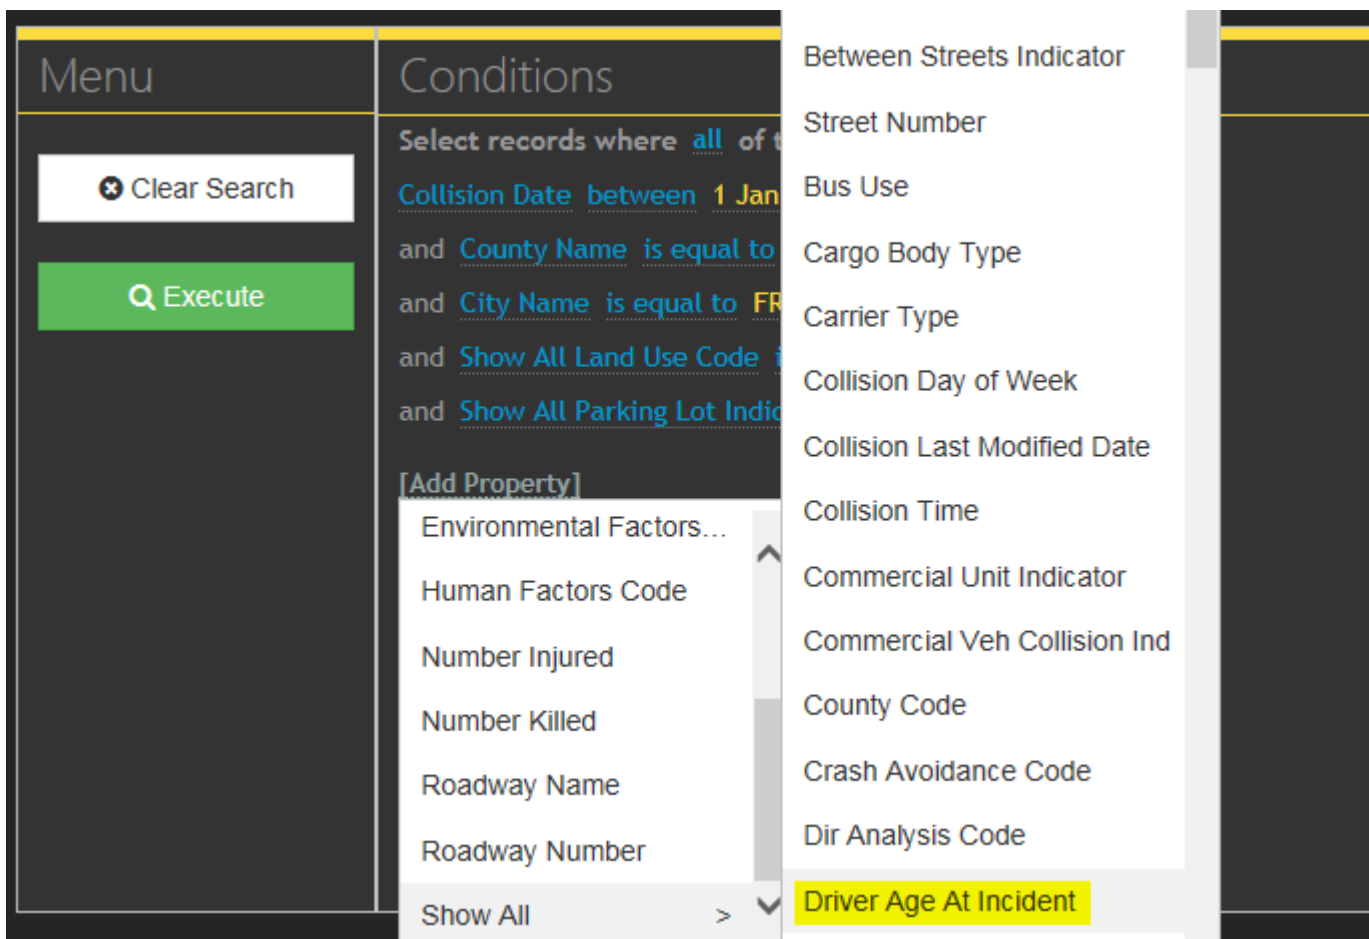 Menu
Clear Search
Execute
Conditions
Select records where all of
Collision Date between 1 Jan
and County Name is equal to
and City Name is equal to FR
and Show All Land Use Code
and Show All Parking Lot Indic
[Add Property]
Environmental Factors...
Human Factors Code
Number Injured
Number Killed
Roadway Name
Roadway Number
Show All >
Between Streets Indicator
Street Number
Bus Use
Cargo Body Type
Carrier Type
Collision Day of Week
Collision Last Modified Date
Collision Time
Commercial Unit Indicator
Commercial Veh Collision Ind
County Code
Crash Avoidance Code
Dir Analysis Code
Driver Age At Incident